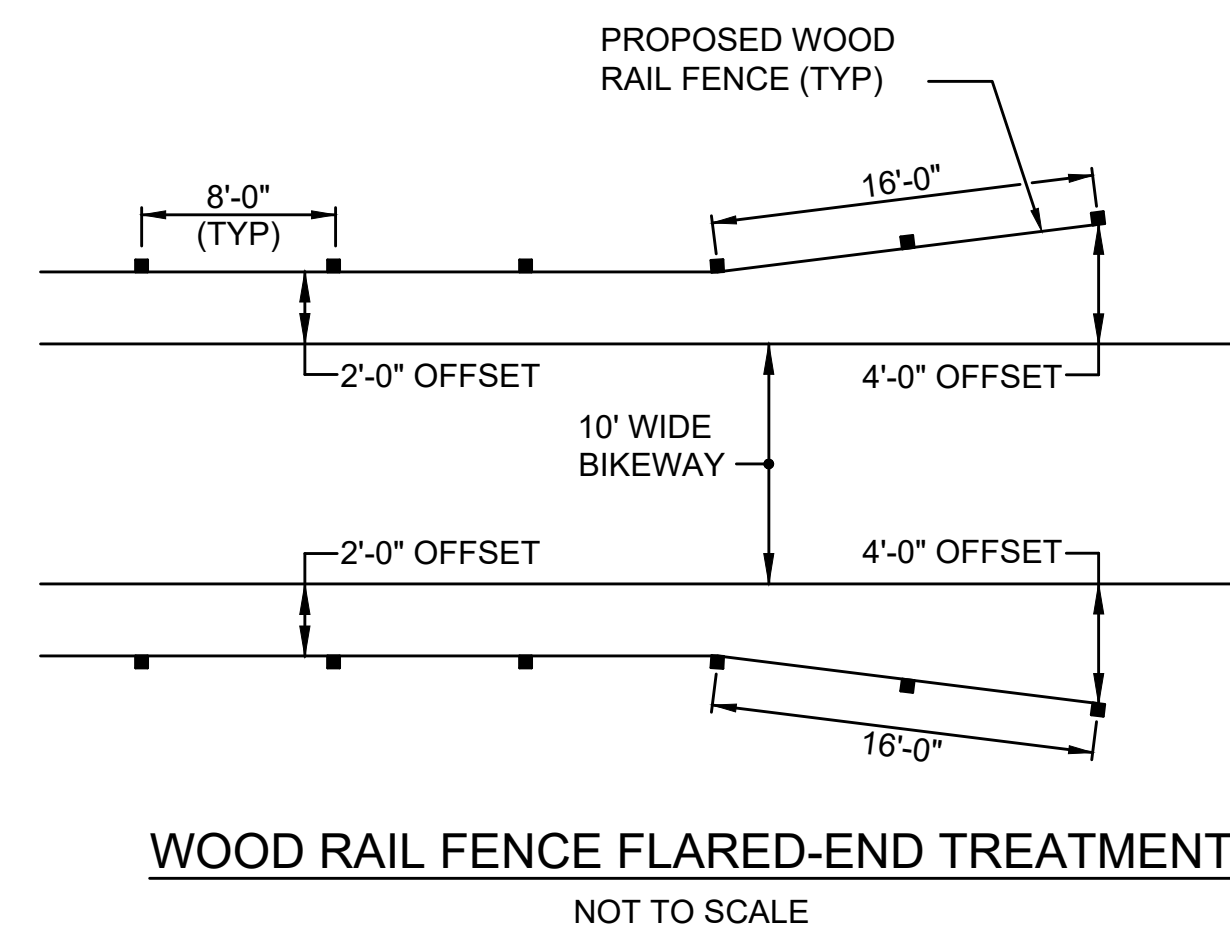 PROPOSED WOOD
RAIL FENCE (TYP)
8'-0"
(TYP)
16'-0"
2'-0" OFFSET
4'-0" OFFSET
10' WIDE
BIKEWAY
2'-0" OFFSET
4'-0" OFFSET
16'-0"
WOOD RAIL FENCE FLARED-END TREATMENT
NOT TO SCALE